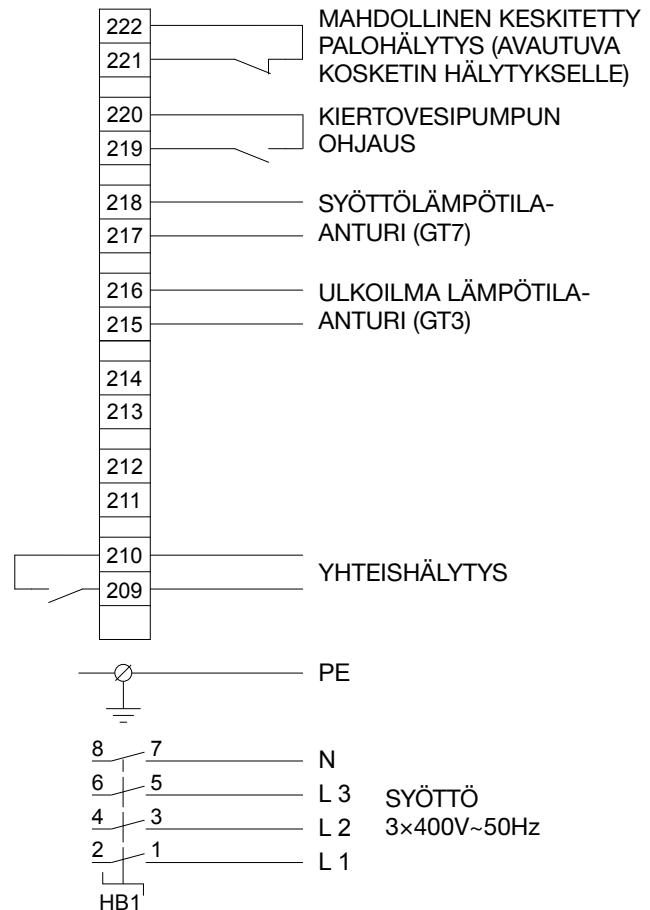 222 MAHDOLLINEN KESKITETTY
PALOHÄLYTYS (AVAUTUVA
221 KOSKETIN HÄLYTYKSELLE)
220 KIERTOVESIPUMPUN
219 OHJAUS
218 SYÖTTÖLÄMPÖTILA-
217 ANTURI (GT7)
216 ULKOILMA LÄMPÖTILA-
215 ANTURI (GT3)
214
213
212
211
210
YHTEISHÄLYTYS
209
PE
8 7 N
6 5 L 3 SYÖTTÖ
4 3 L 2 3×400V~50Hz
2 1 L 1
HB1